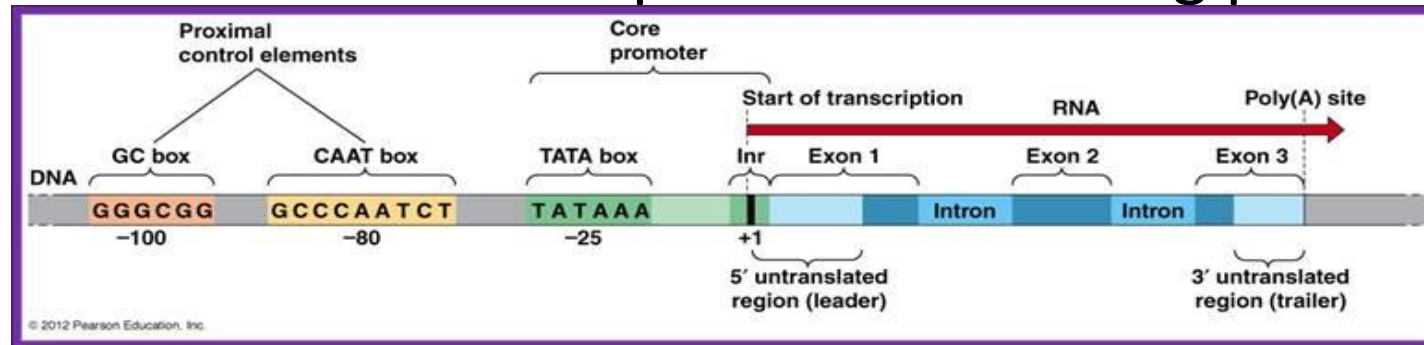 Proximal
control elements
Core
promoter
Start of transcription
RNA
Poly(A) site
GC box
CAAT box
TATA box
Inr
Exon 1
Exon 2
Exon 3
DNA
GGGCGG
GCCCAATCT
TATAAA
Intron
Intron
–100
–80
–25
+1
5′ untranslated
region (leader)
3′ untranslated
region (trailer)
© 2012 Pearson Education, Inc.